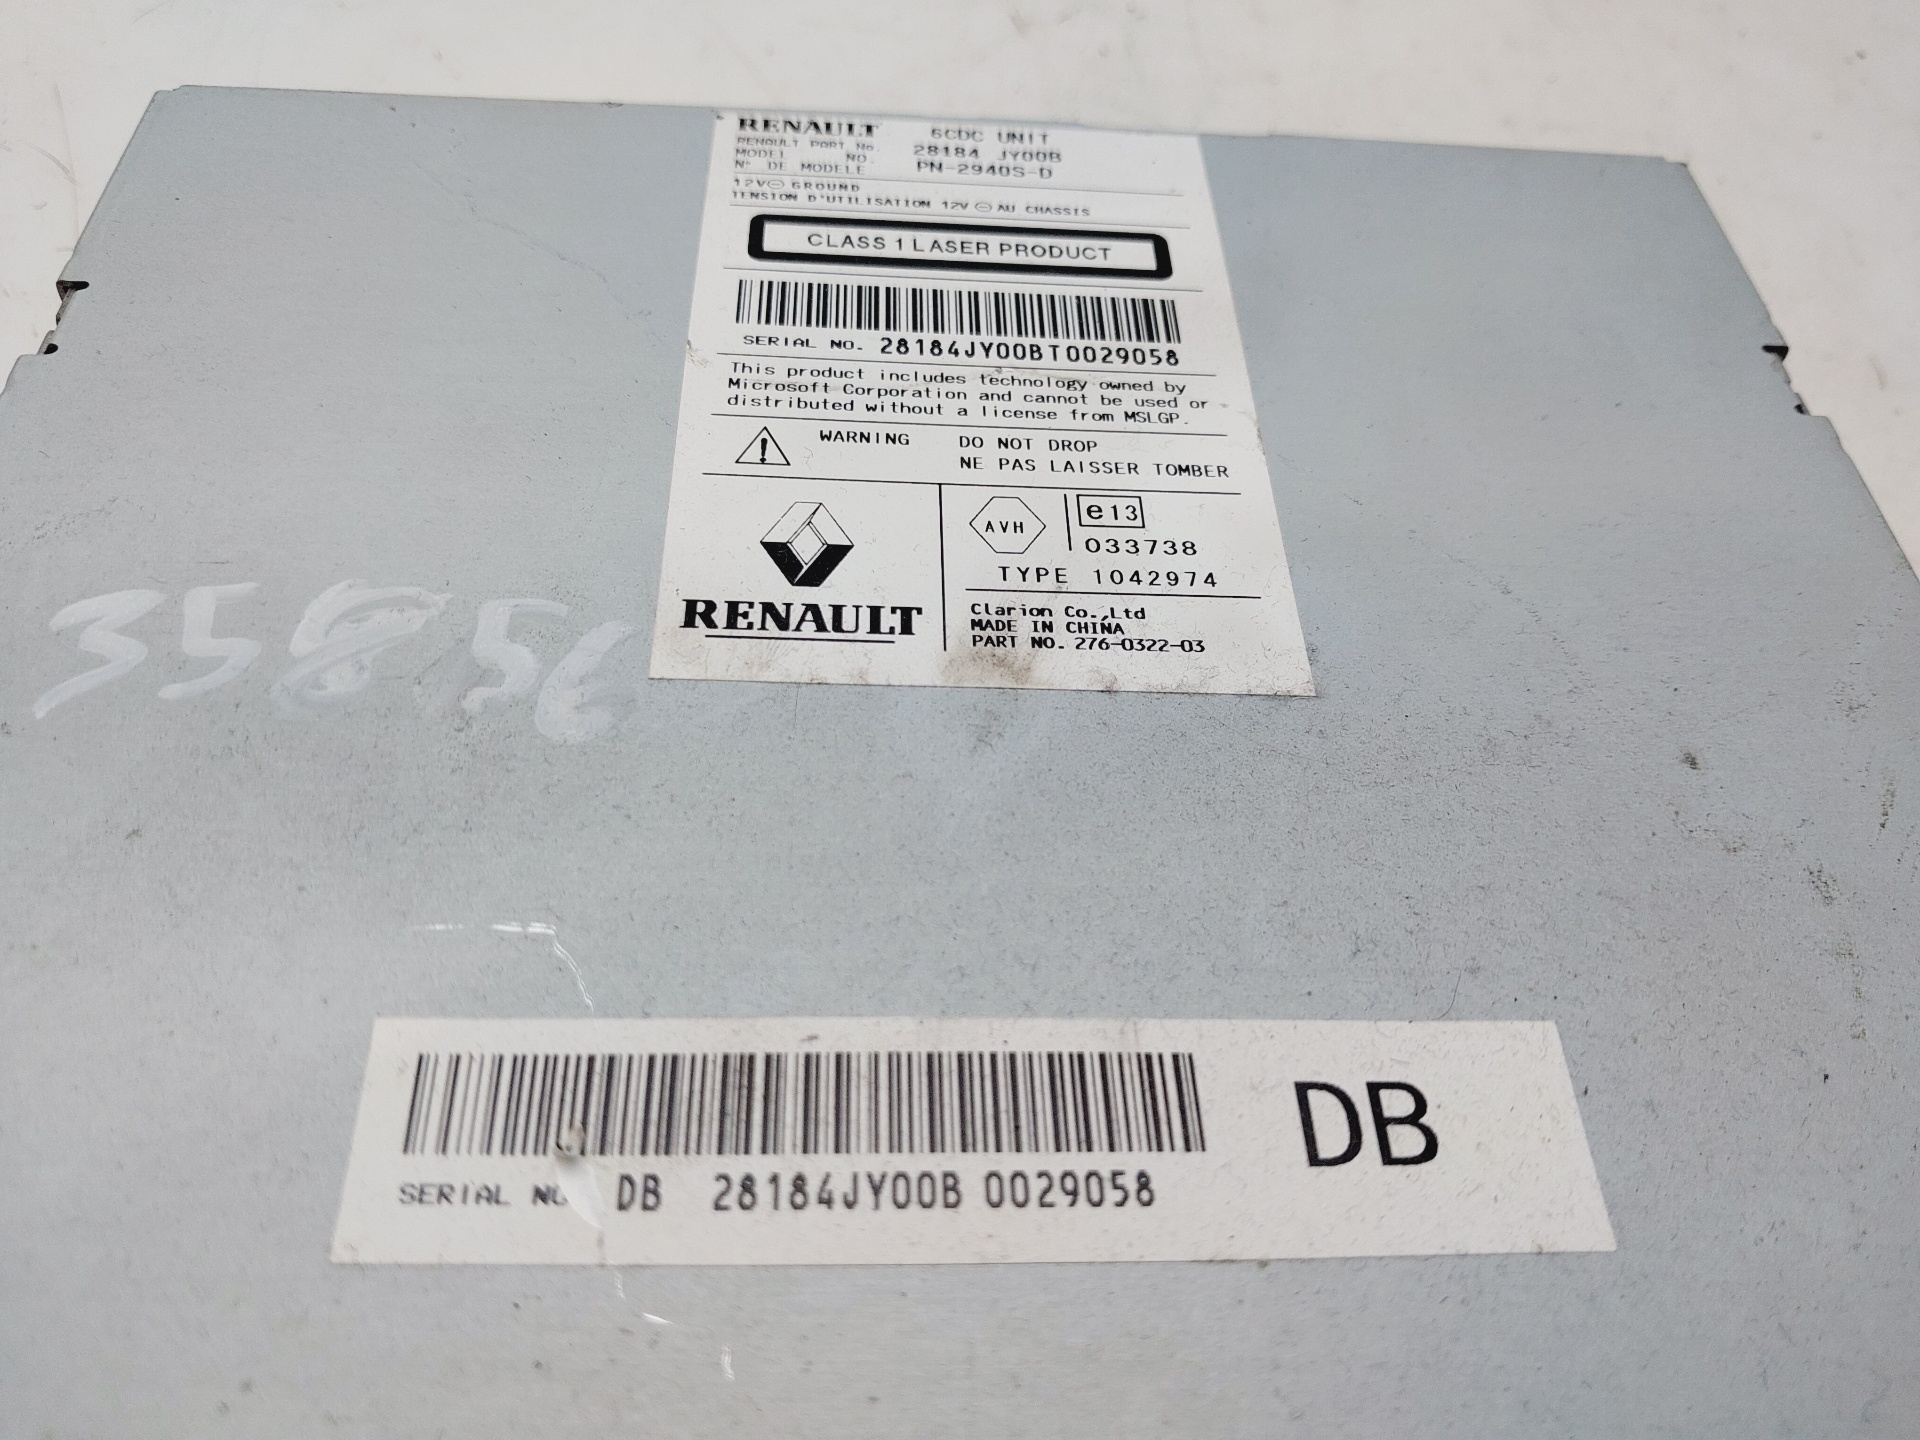 RENAULT 6CDC UNIT
RENAULT PART No. 28184 JY00B
MODEL NO. PN-2940S-D
N° DE MODELE
12V⊖ GROUND
TENSION D'UTILISATION 12V ⊖ AU CHASSIS
CLASS 1 LASER PRODUCT
SERIAL NO. 28184JY00BT0029058
This product includes technology owned by
Microsoft Corporation and cannot be used or
distributed without a license from MSLGP.
WARNING DO NOT DROP
NE PAS LAISSER TOMBER
AVH e13
033738
TYPE 1042974
RENAULT
Clarion Co.,Ltd
MADE IN CHINA
PART NO. 276-0322-03
SERIAL NO DB 28184JY00B 0029058
DB